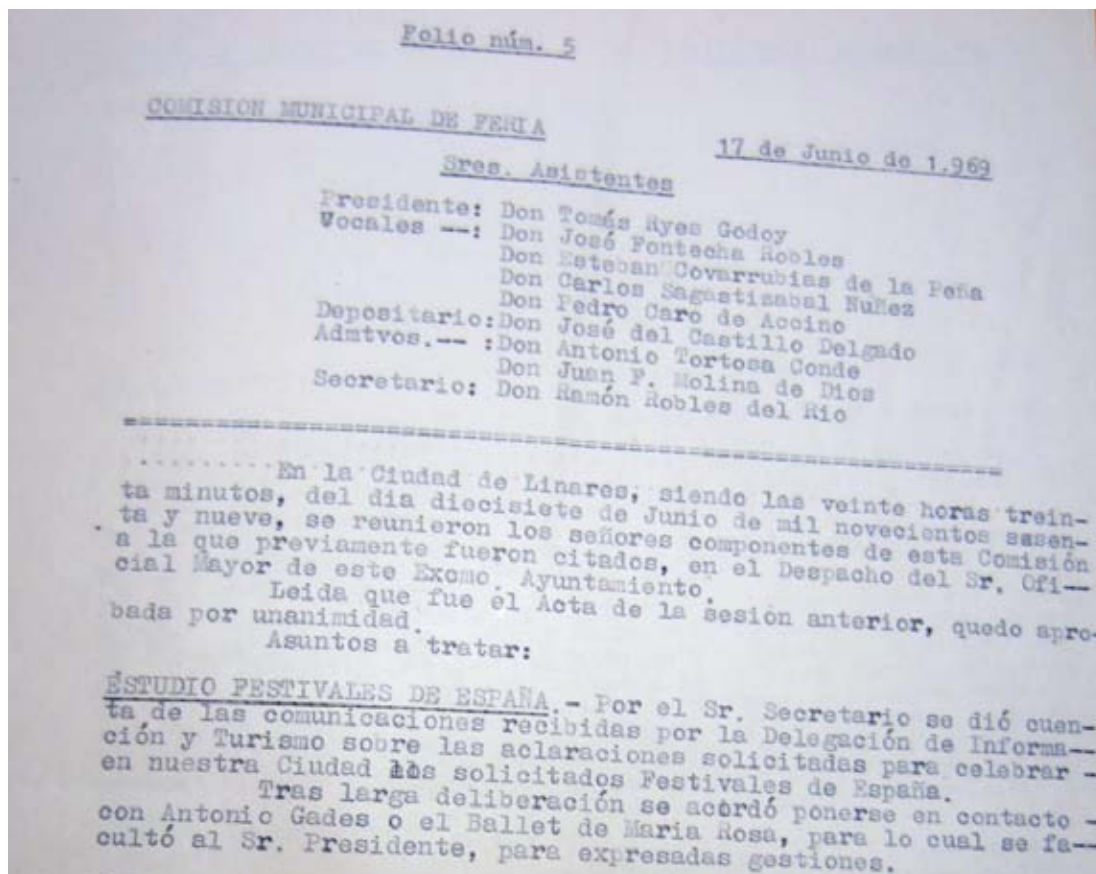 Folio núm. 5
COMISION MUNICIPAL DE FERIA
17 de Junio de 1.969
Sres. Asistentes
Presidente: Don Tomás Ryes Godoy
Vocales --: Don José Fontecha Robles
Don Esteban Covarrubias de la Peña
Don Carlos Sagastizabal Nuñez
Don Pedro Caro de Accino
Depositario:Don José del Castillo Delgado
Admtvos.-- :Don Antonio Tortosa Conde
Don Juan F. Molina de Dios
Secretario: Don Ramón Robles del Rio
En la Ciudad de Linares, siendo las veinte horas trein-
ta minutos, del dia diecisiete de Junio de mil novecientos sesen-
ta y nueve, se reunieron los señores componentes de esta Comisión
a la que previamente fueron citados, en el Despacho del Sr. Ofi--
cial Mayor de este Excmo. Ayuntamiento.
Leida que fue el Acta de la sesión anterior, quedo apro-
bada por unanimidad.
Asuntos a tratar:
ESTUDIO FESTIVALES DE ESPAÑA.- Por el Sr. Secretario se dió cuen-
ta de las comunicaciones recibidas por la Delegación de Informa--
ción y Turismo sobre las aclaraciones solicitadas para celebrar -
en nuestra Ciudad los solicitados Festivales de España.
Tras larga deliberación se acordó ponerse en contacto -
con Antonio Gades o el Ballet de Maria Rosa, para lo cual se fa--
cultó al Sr. Presidente, para expresadas gestiones.